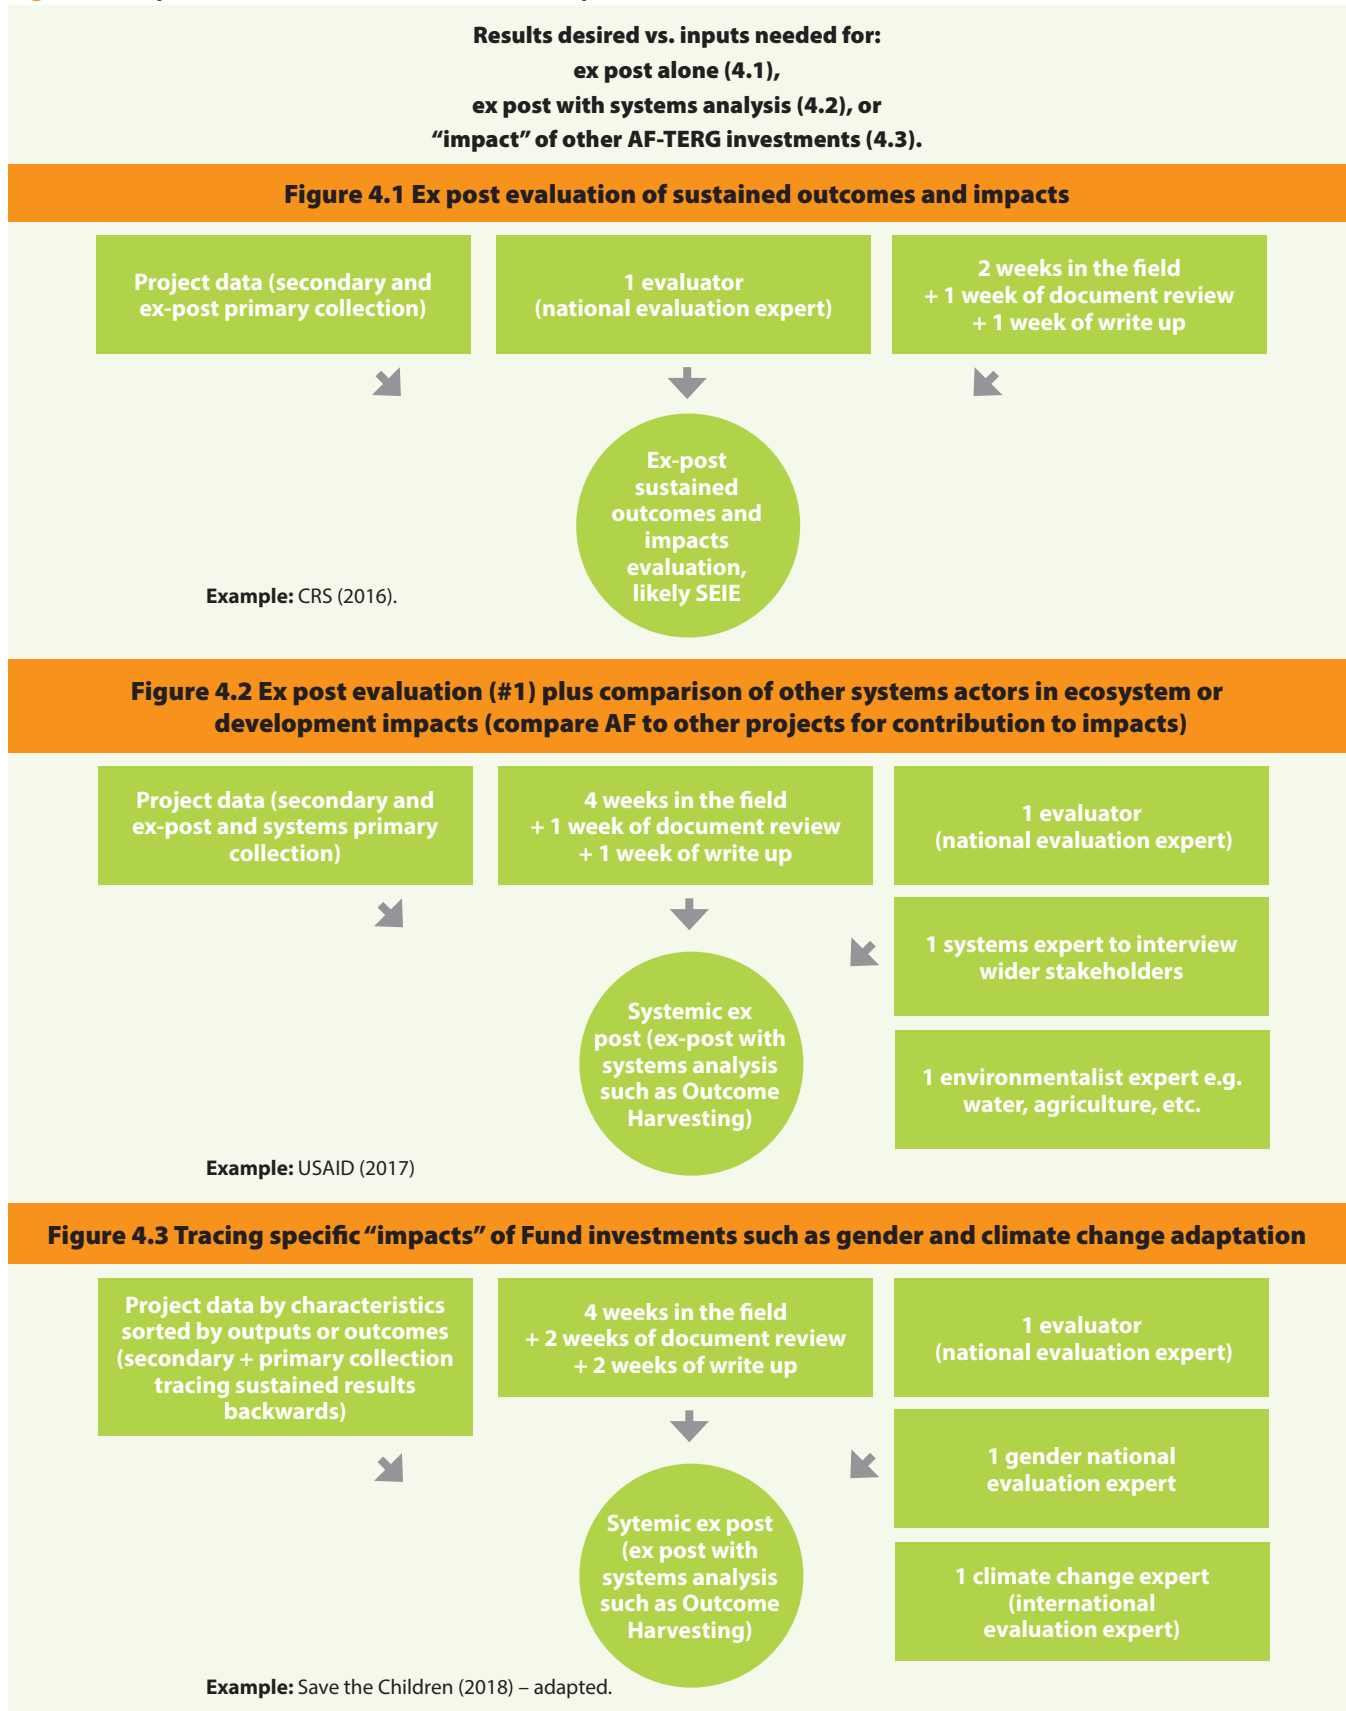 Results desired vs. inputs needed for:
ex post alone (4.1),
ex post with systems analysis (4.2), or
“impact” of other AF-TERG investments (4.3).
Figure 4.1 Ex post evaluation of sustained outcomes and impacts
Project data (secondary and
ex-post primary collection)
1 evaluator
(national evaluation expert)
2 weeks in the field
+ 1 week of document review
+ 1 week of write up
Ex-post
sustained
outcomes and
impacts
evaluation,
likely SEIE
Example: CRS (2016).
Figure 4.2 Ex post evaluation (#1) plus comparison of other systems actors in ecosystem or
development impacts (compare AF to other projects for contribution to impacts)
Project data (secondary and
ex-post and systems primary
collection)
4 weeks in the field
+ 1 week of document review
+ 1 week of write up
1 evaluator
(national evaluation expert)
1 systems expert to interview
wider stakeholders
1 environmentalist expert e.g.
water, agriculture, etc.
Systemic ex
post (ex-post with
systems analysis
such as Outcome
Harvesting)
Example: USAID (2017)
Figure 4.3 Tracing specific “impacts” of Fund investments such as gender and climate change adaptation
Project data by characteristics
sorted by outputs or outcomes
(secondary + primary collection
tracing sustained results
backwards)
4 weeks in the field
+ 2 weeks of document review
+ 2 weeks of write up
1 evaluator
(national evaluation expert)
1 gender national
evaluation expert
1 climate change expert
(international
evaluation expert)
Sytemic ex post
(ex post with
systems analysis
such as Outcome
Harvesting)
Example: Save the Children (2018) – adapted.